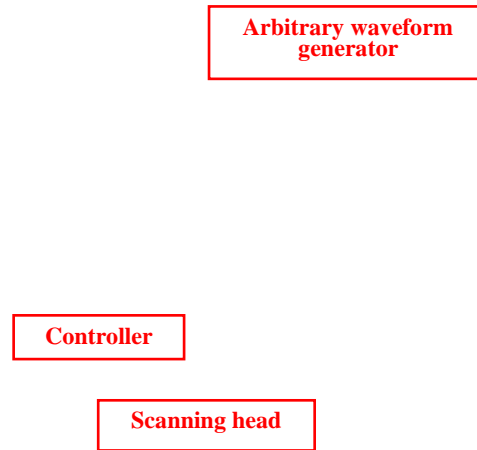 Arbitrary waveform
generator
Controller
Scanning head